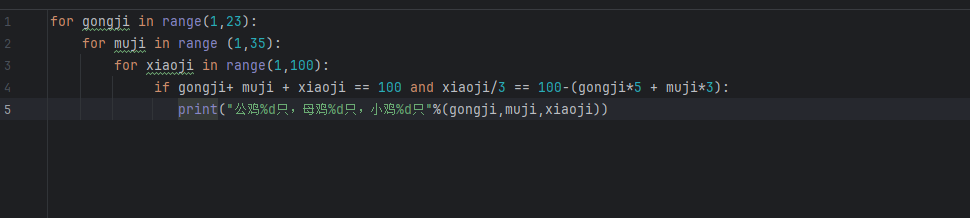 1 for gongji in range(1,23):
2 for muji in range (1,35):
3 for xiaoji in range(1,100):
4 if gongji+ muji + xiaoji == 100 and xiaoji/3 == 100-(gongji*5 + muji*3):
5 print("公鸡%d只，母鸡%d只，小鸡%d只"%(gongji,muji,xiaoji))